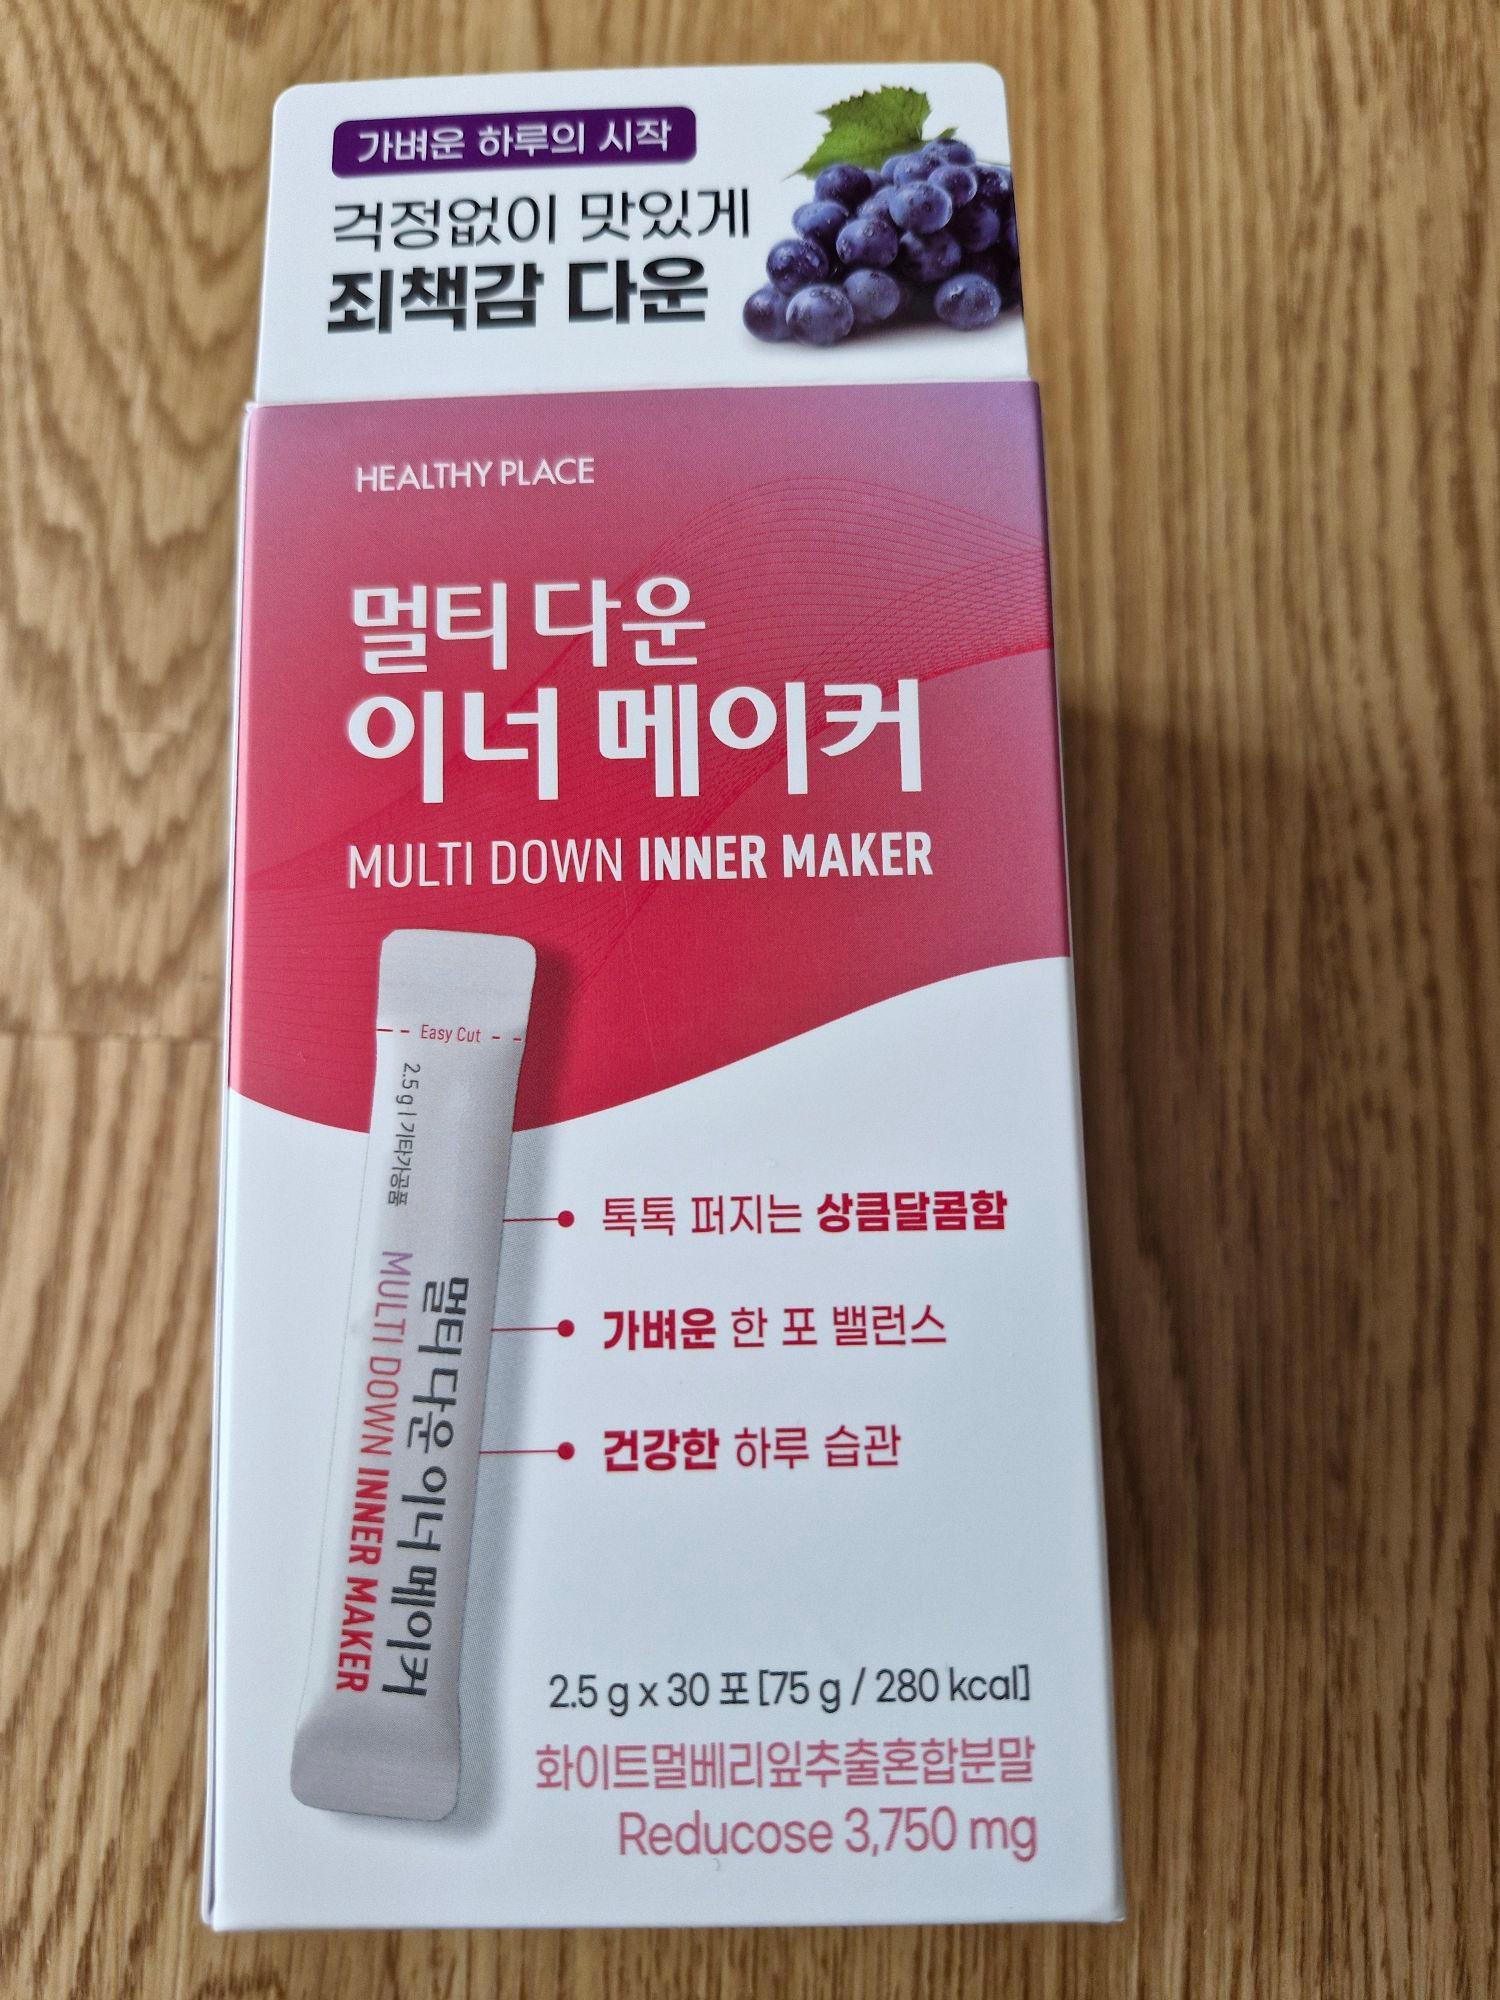 가벼운 하루의 시작
걱정없이 맛있게
죄책감 다운
HEALTHY PLACE
멀티 다운
이너 메이커
MULTI DOWN INNER MAKER
Easy Cut
2.5 g | 기타가공품
멀티 다운 이너 메이커
MULTI DOWN INNER MAKER
톡톡 퍼지는 상큼달콤함
가벼운 한 포 밸런스
건강한 하루 습관
2.5 g x 30 포 [75 g / 280 kcal]
화이트멀베리잎추출혼합분말
Reducose 3,750 mg